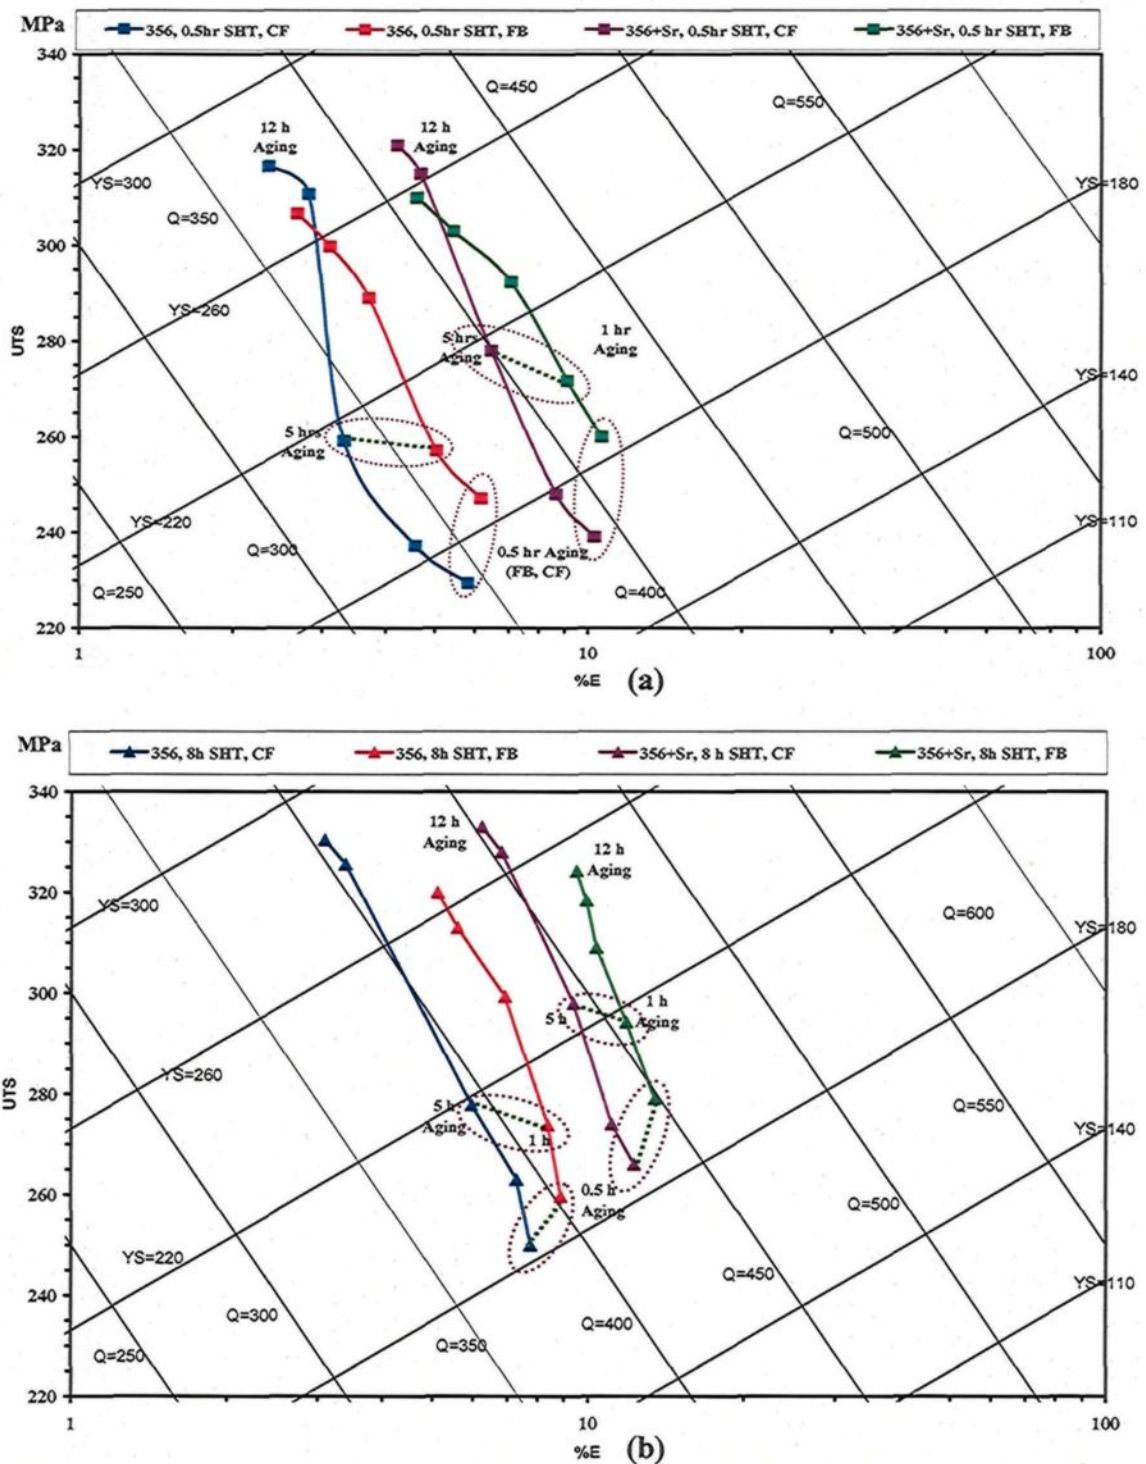 MPa
356, 0.5hr SHT, CF 356, 0.5hr SHT, FB 356+Sr, 0.5hr SHT, CF 356+Sr, 0.5 hr SHT, FB
340
Q=450
Q=550
320
12 h
Aging
12 h
Aging
YS=300
YS=180
Q=350
300
YS=260
UTS
280
5 hrs
Aging
1 hr
Aging
YS=140
260
5 hrs
Aging
Q=500
YS=220
YS=110
240
Q=300
0.5 hr Aging
(FB, CF)
Q=250
Q=400
220
1 10 100
%E (a)
MPa
356, 8h SHT, CF 356, 8h SHT, FB 356+Sr, 8 h SHT, CF 356+Sr, 8h SHT, FB
340
12 h
Aging
12 h
Aging
320
YS=300
Q=600
YS=180
300
1 h
Aging
5 h
YS=260
UTS
280
5 h
Aging
1 h
Q=550
YS=140
260
0.5 h
Aging
Q=500
YS=220
Q=450
YS=110
240
Q=300
Q=400
Q=350
Q=250
220
1 10 100
%E (b)